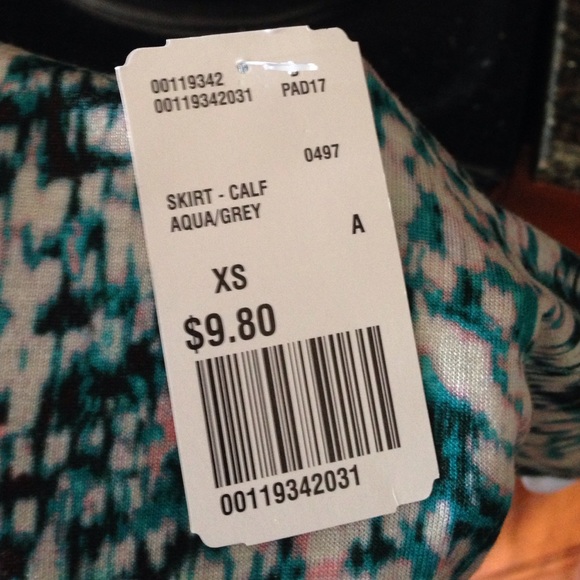 00119342
00119342031 PAD17
0497
SKIRT - CALF
AQUA/GREY
A
XS
$9.80
00119342031